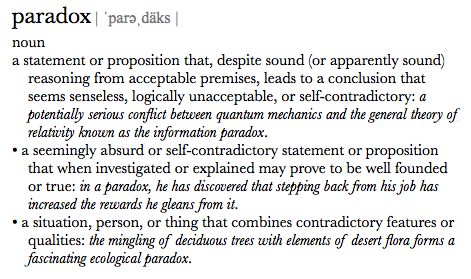 paradox | ˈparəˌdäks |
noun
a statement or proposition that, despite sound (or apparently sound)
reasoning from acceptable premises, leads to a conclusion that
seems senseless, logically unacceptable, or self-contradictory: a
potentially serious conflict between quantum mechanics and the general theory of
relativity known as the information paradox.
• a seemingly absurd or self-contradictory statement or proposition
that when investigated or explained may prove to be well founded
or true: in a paradox, he has discovered that stepping back from his job has
increased the rewards he gleans from it.
• a situation, person, or thing that combines contradictory features or
qualities: the mingling of deciduous trees with elements of desert flora forms a
fascinating ecological paradox.